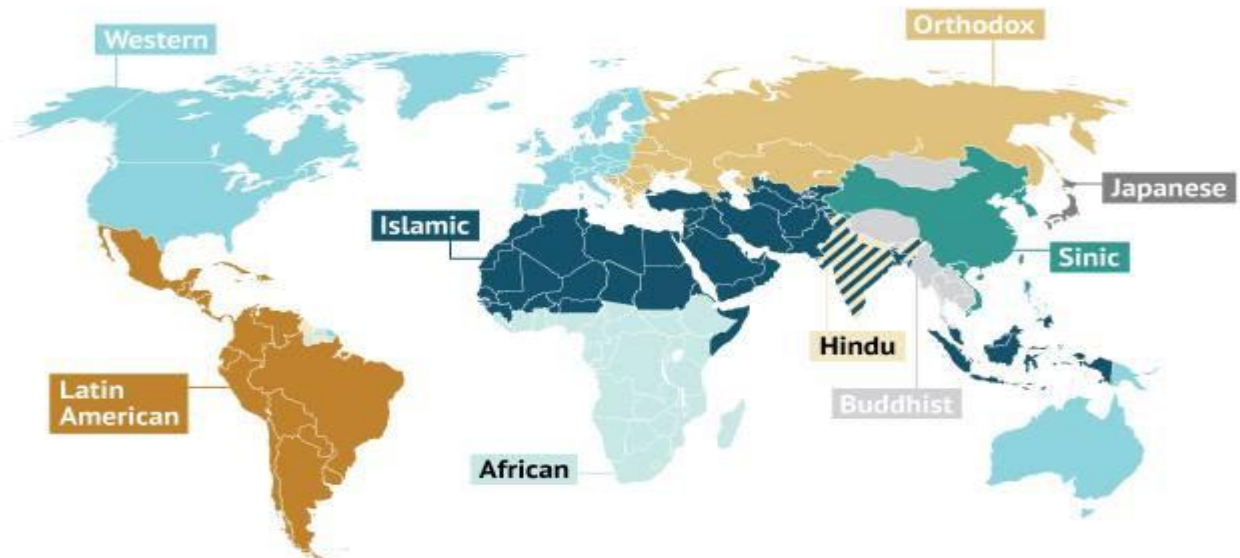 Western
Orthodox
Japanese
Islamic
Sinic
Hindu
Latin
American
Buddhist
African